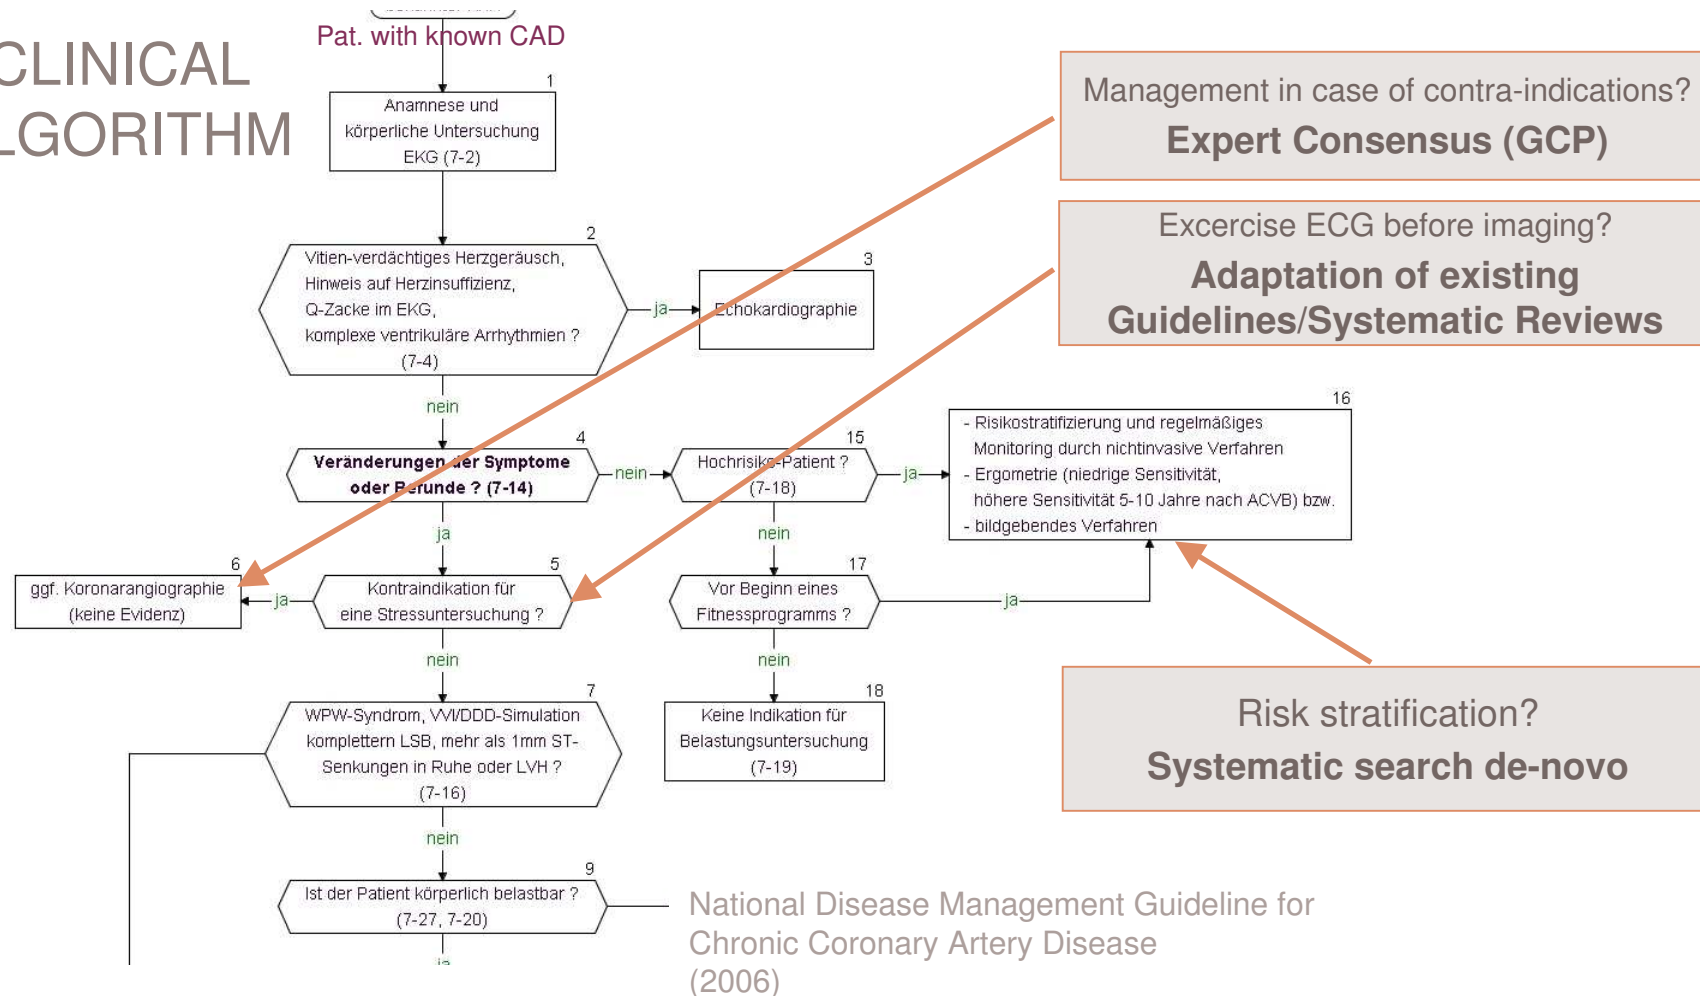 CLINICAL
LGORITHM
Pat. with known CAD
1
Anamnese und
körperliche Untersuchung
EKG (7-2)
2
Vitien-verdächtiges Herzgeräusch,
Hinweis auf Herzinsuffizienz,
Q-Zacke im EKG,
komplexe ventrikuläre Arrhythmien ?
(7-4)
ja
3
Echokardiographie
nein
4
Veränderungen der Symptome
oder Befunde ? (7-14)
nein
15
Hochrisiko-Patient ?
(7-18)
ja
16
- Risikostratifizierung und regelmäßiges
Monitoring durch nichtinvasive Verfahren
- Ergometrie (niedrige Sensitivität,
höhere Sensitivität 5-10 Jahre nach ACVB) bzw.
- bildgebendes Verfahren
ja
nein
6
ggf. Koronarangiographie
(keine Evidenz)
ja
5
Kontraindikation für
eine Stressuntersuchung ?
17
Vor Beginn eines
Fitnessprogramms ?
ja
nein
nein
7
WPW-Syndrom, VVI/DDD-Simulation
komplettern LSB, mehr als 1mm ST-
Senkungen in Ruhe oder LVH ?
(7-16)
18
Keine Indikation für
Belastungsuntersuchung
(7-19)
nein
9
Ist der Patient körperlich belastbar ?
(7-27, 7-20)
ja
Management in case of contra-indications?
Expert Consensus (GCP)
Excercise ECG before imaging?
Adaptation of existing
Guidelines/Systematic Reviews
Risk stratification?
Systematic search de-novo
National Disease Management Guideline for
Chronic Coronary Artery Disease
(2006)